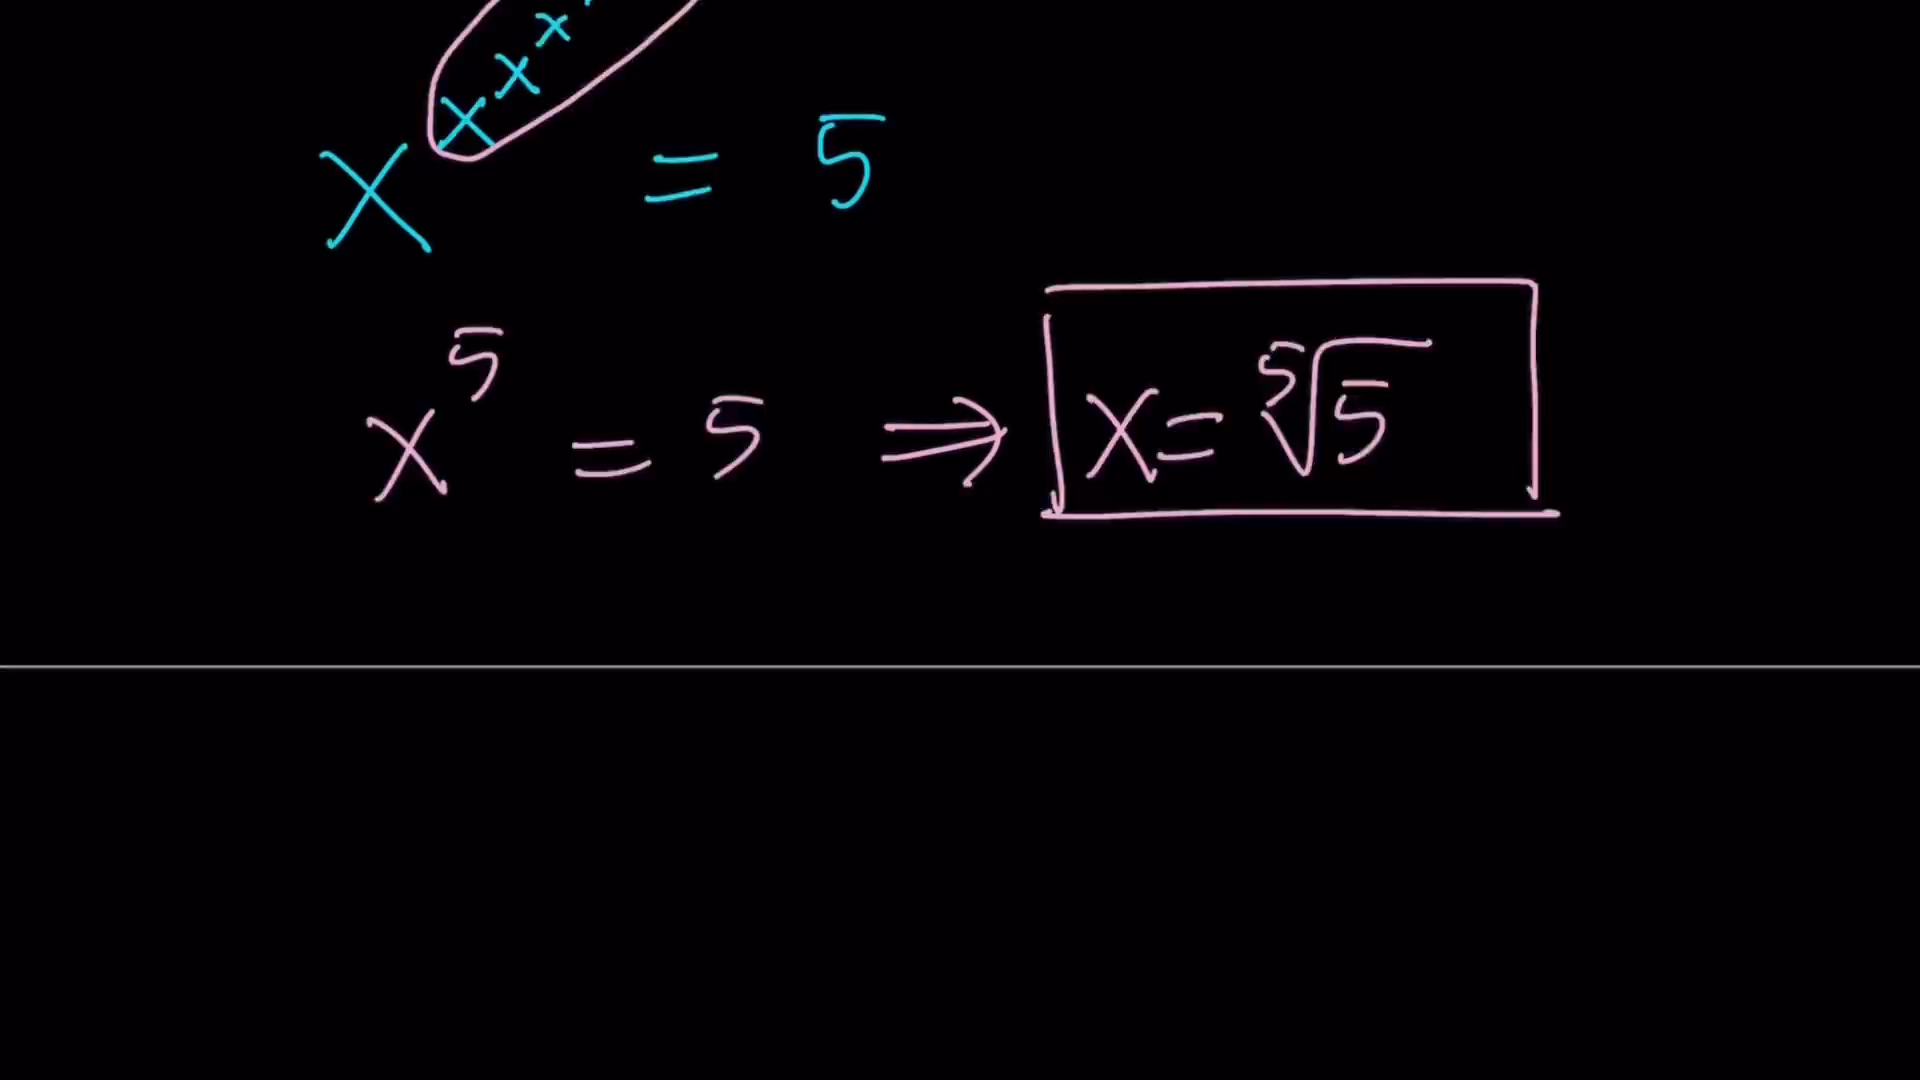 x^x^x^x = 5
x^5 = 5 ⇒ x = ⁵√5